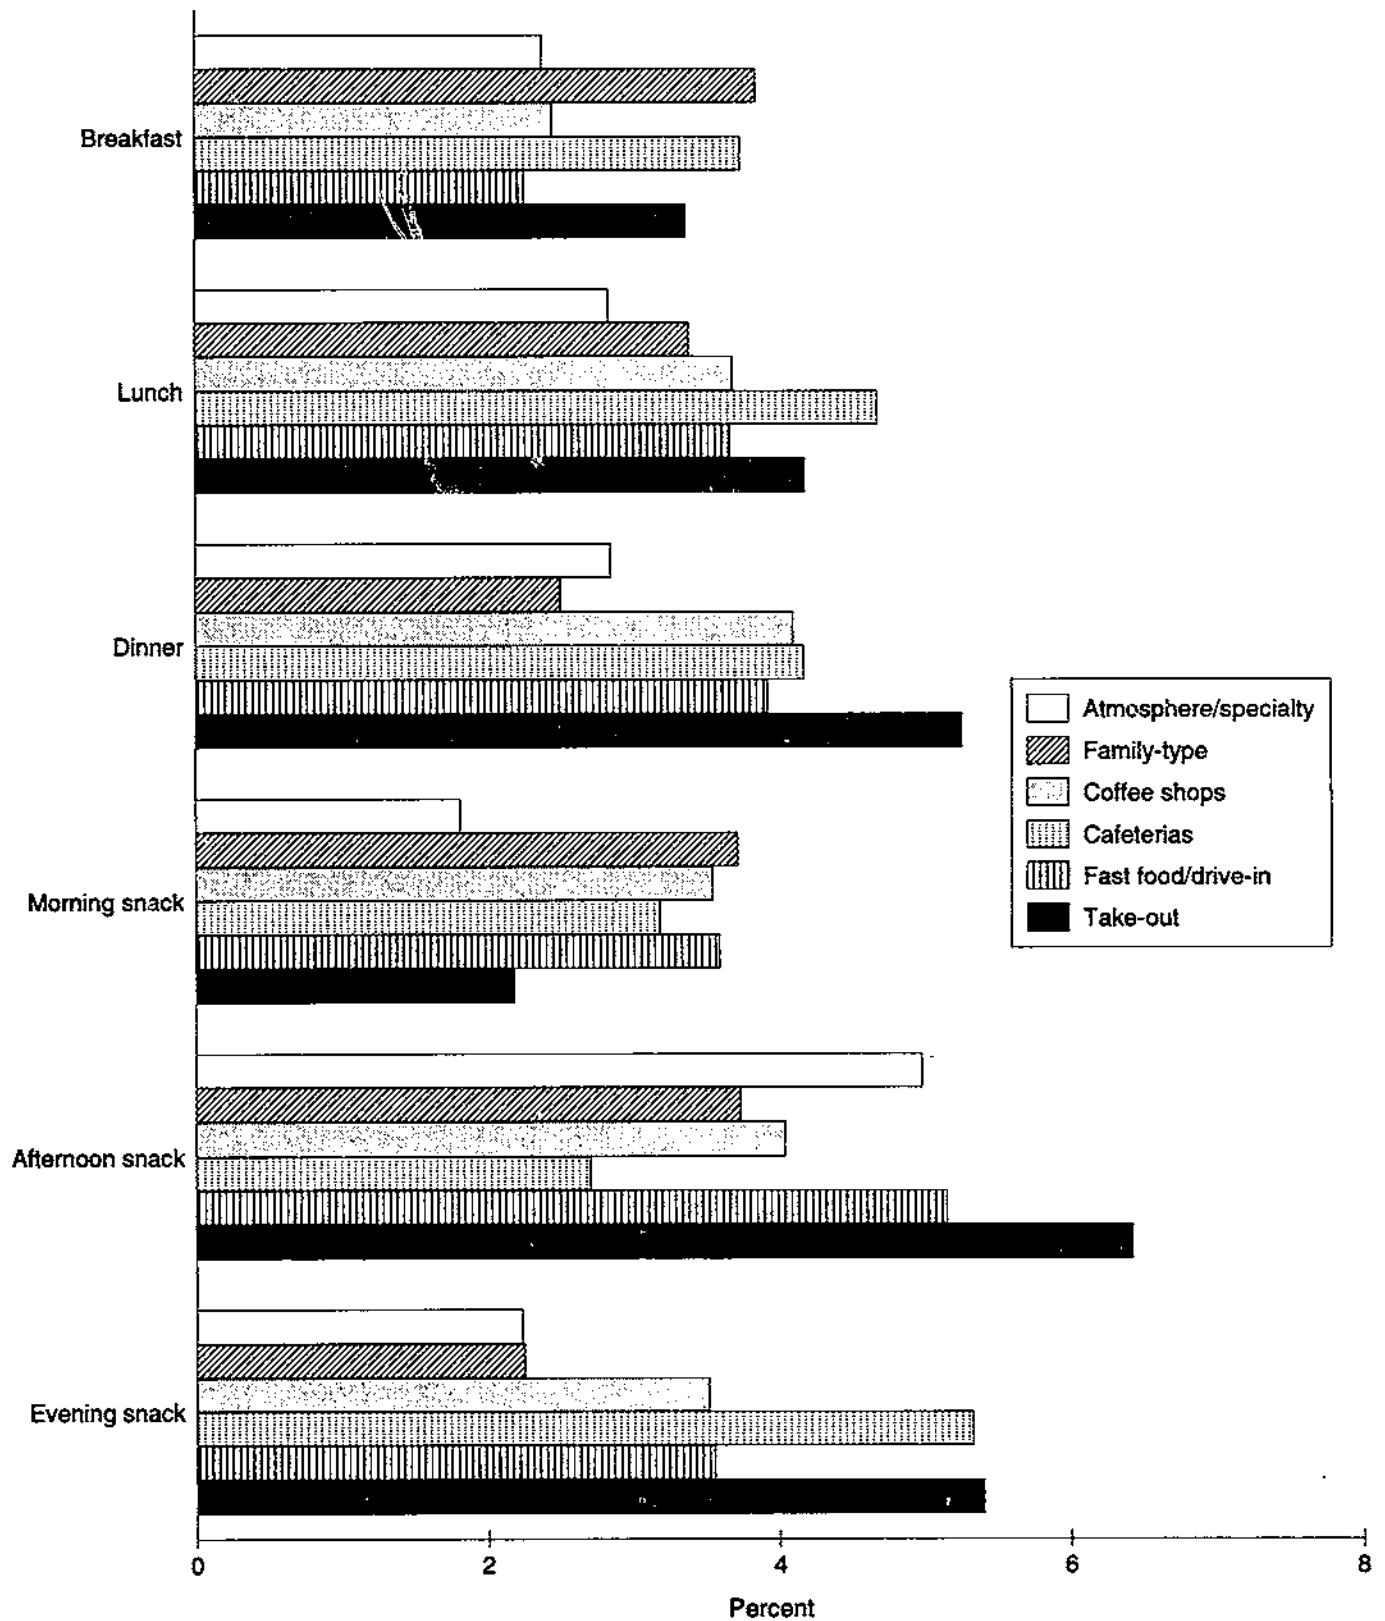 Breakfast
Lunch
Dinner
Morning snack
Afternoon snack
Evening snack
Atmosphere/specialty
Family-type
Coffee shops
Cafeterias
Fast food/drive-in
Take-out
0 2 4 6 8
Percent